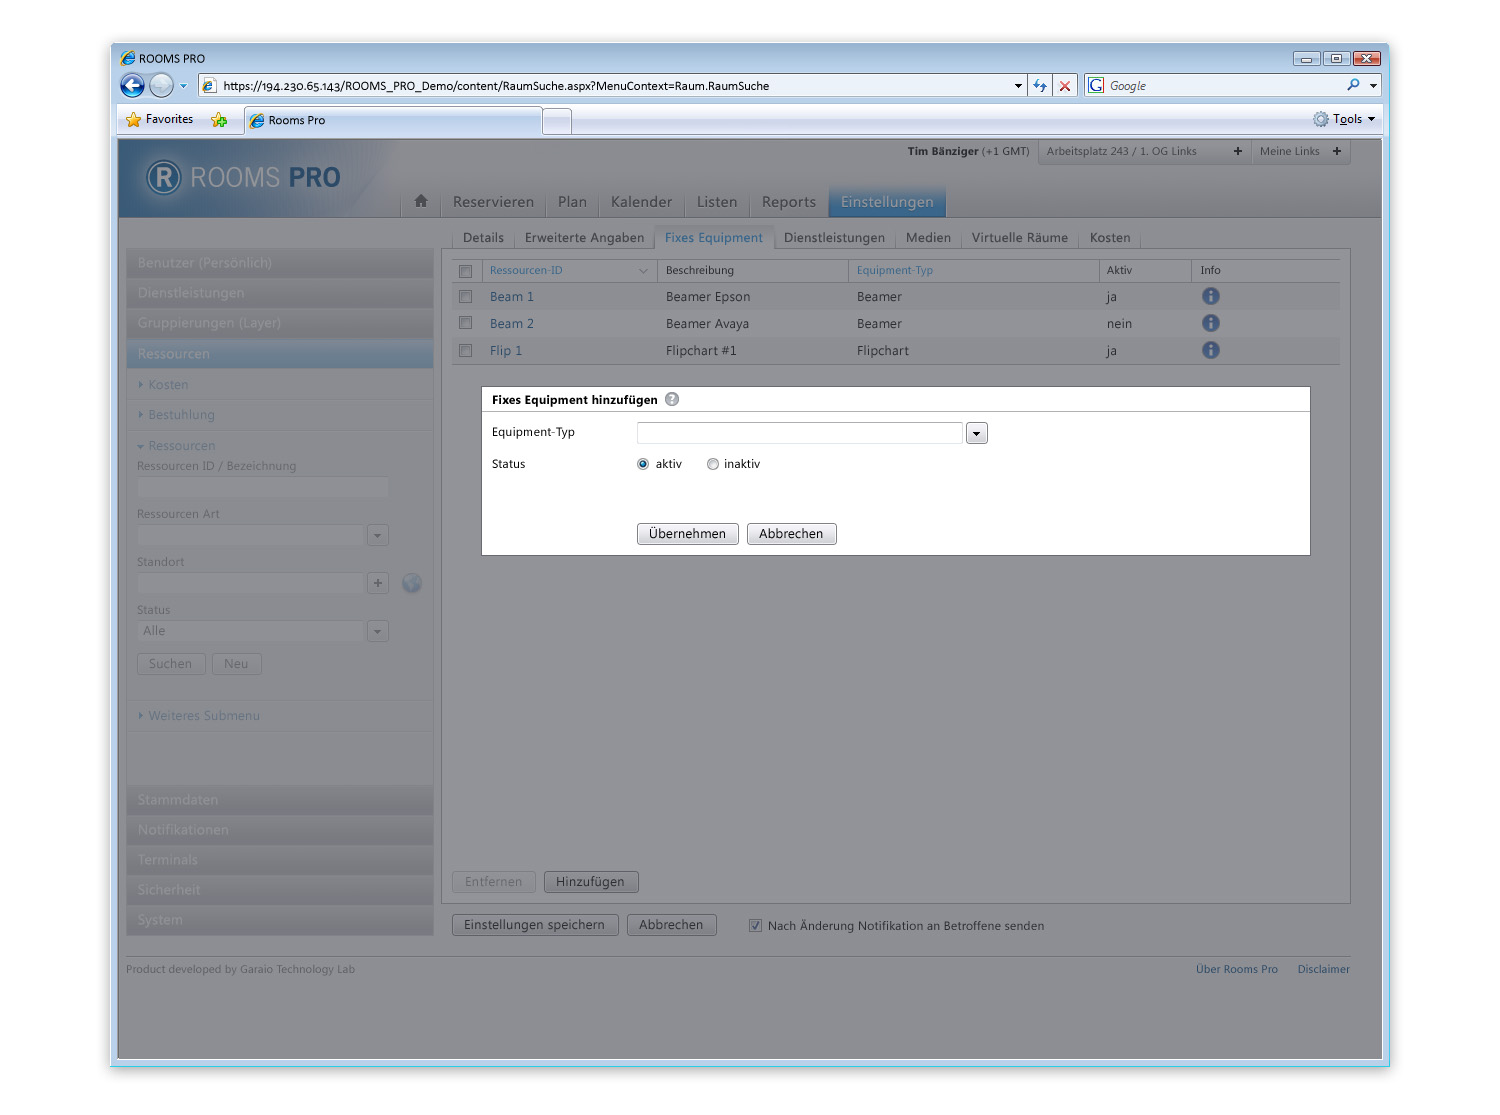 ROOMS PRO
https://194.230.65.143/ROOMS_PRO_Demo/content/RaumSuche.aspx?MenuContext=Raum.RaumSuche
Google
Favorites
Rooms Pro
Tools
Tim Bänziger (+1 GMT)
Arbeitsplatz 243 / 1. OG Links +
Meine Links +
R ROOMS PRO
Reservieren Plan Kalender Listen Reports Einstellungen
Details Erweiterte Angaben Fixes Equipment Dienstleistungen Medien Virtuelle Räume Kosten
Benutzer (Persönlich)
Dienstleistungen
Gruppierungen (Layer)
Ressourcen
Kosten
Bestuhlung
Ressourcen
Ressourcen ID / Bezeichnung
Ressourcen Art
Standort
+
Status
Alle
Suchen Neu
Weiteres Submenu
Stammdaten
Notifikationen
Terminals
Sicherheit
System
Ressourcen-ID Beschreibung Equipment-Typ Aktiv Info
Beam 1 Beamer Epson Beamer ja i
Beam 2 Beamer Avaya Beamer nein i
Flip 1 Flipchart #1 Flipchart ja i
Fixes Equipment hinzufügen ?
Equipment-Typ
Status aktiv inaktiv
Übernehmen Abbrechen
Entfernen Hinzufügen
Einstellungen speichern Abbrechen Nach Änderung Notifikation an Betroffene senden
Product developed by Garaio Technology Lab
Über Rooms Pro Disclaimer